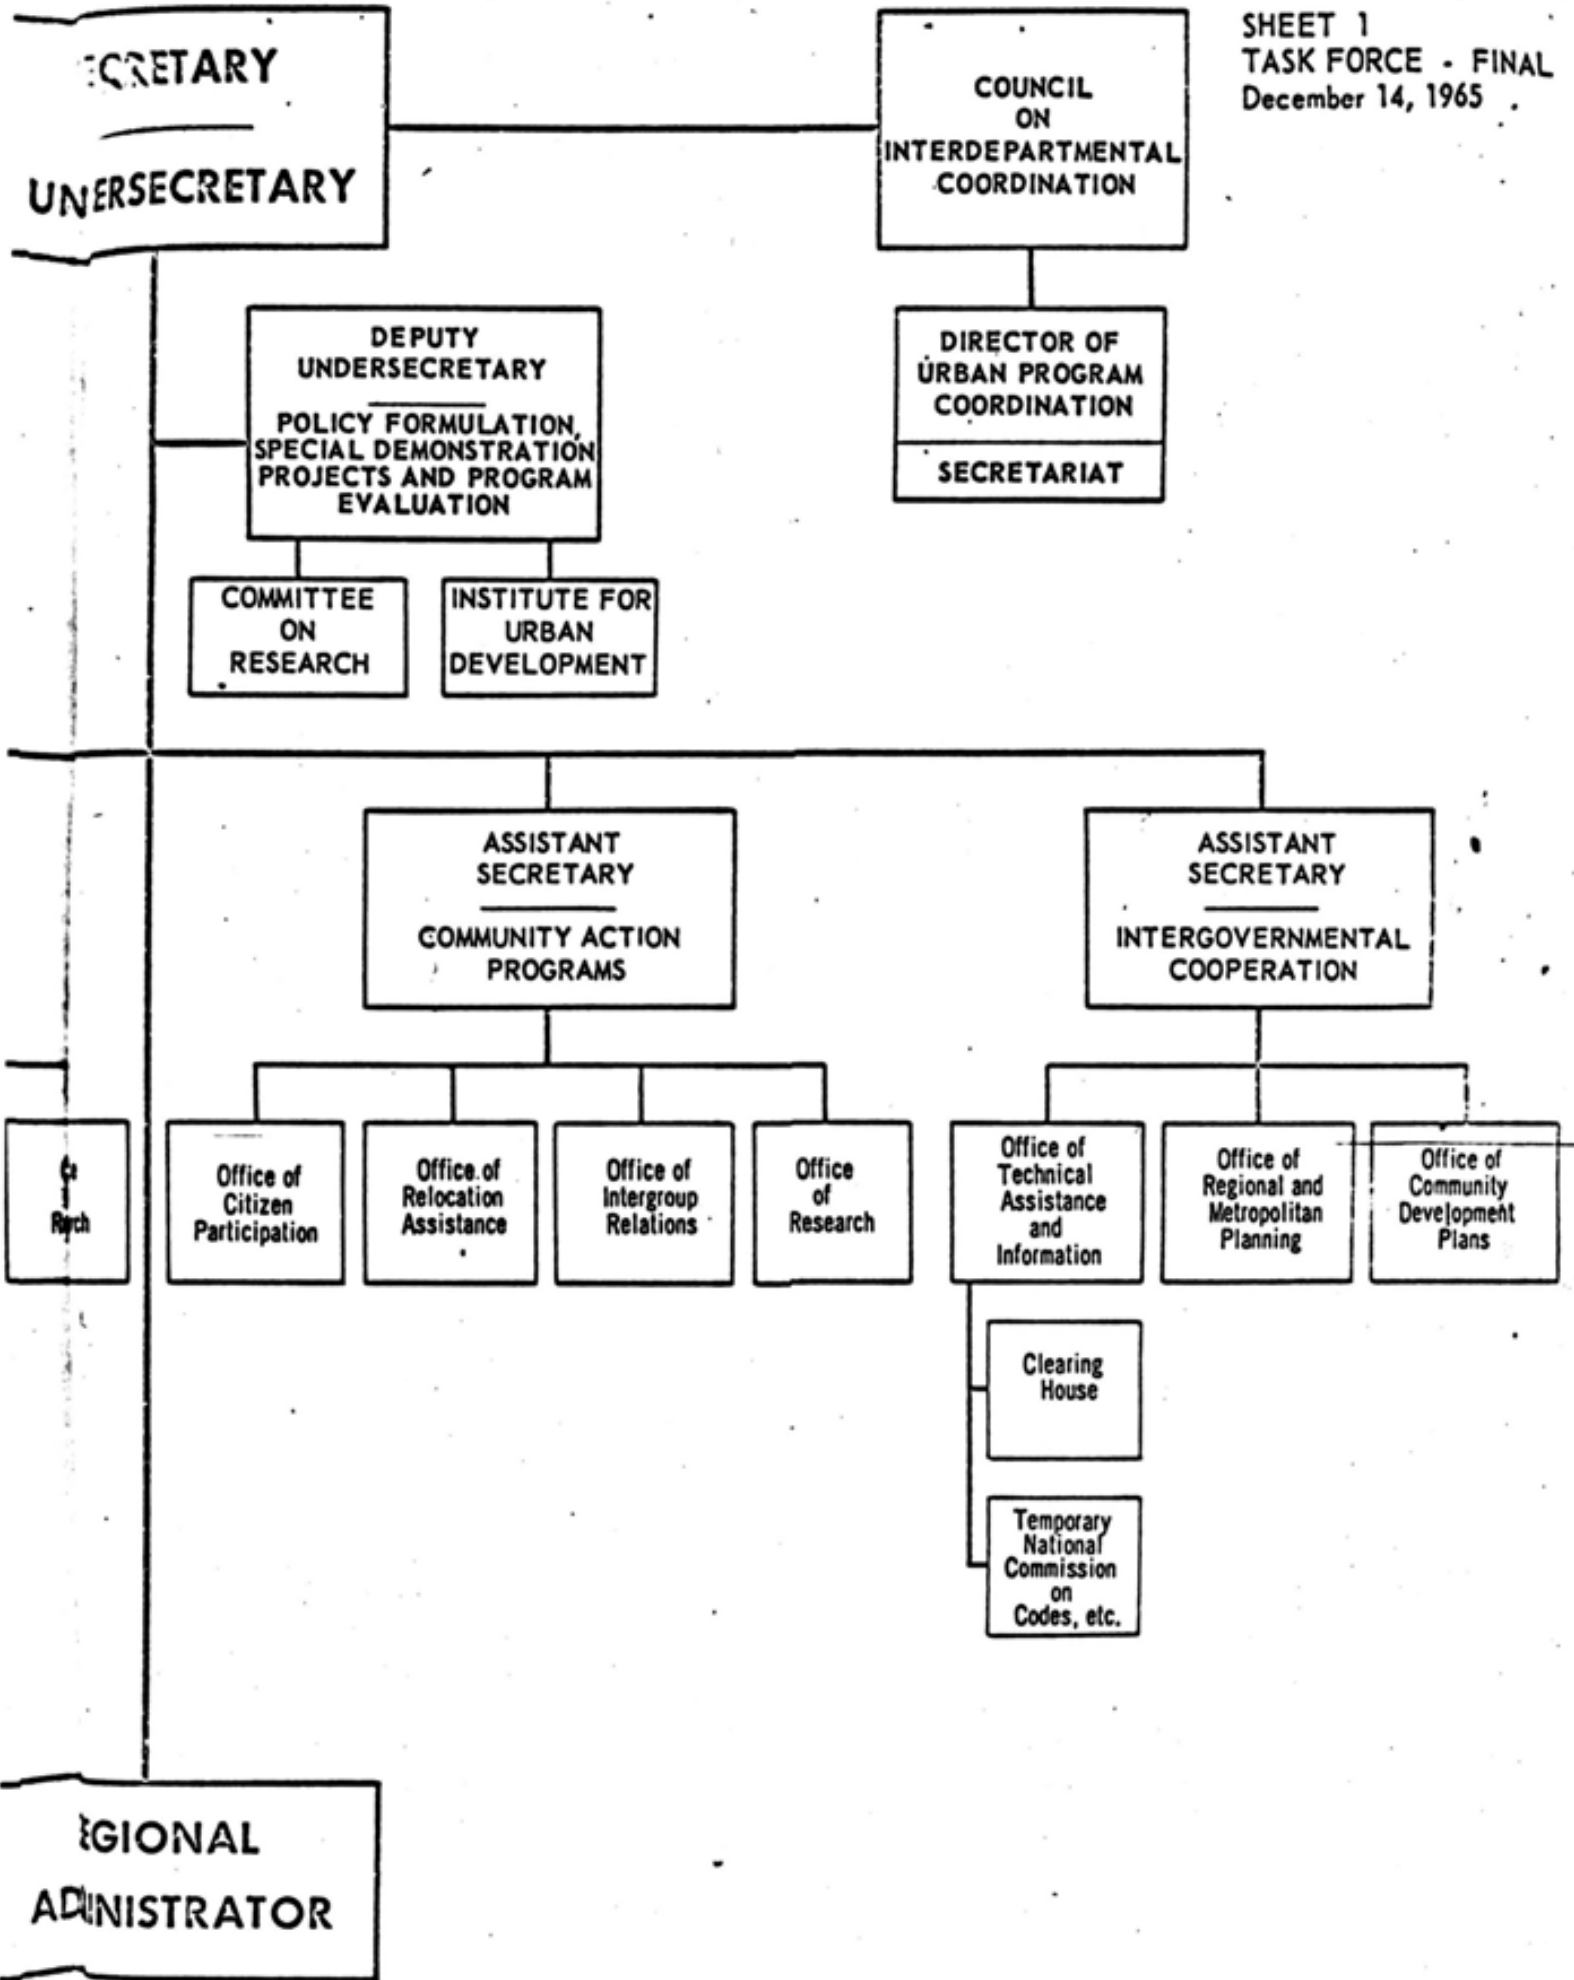 SHEET 1
TASK FORCE - FINAL
December 14, 1965
ECRETARY
UNERSECRETARY
COUNCIL
ON
INTERDEPARTMENTAL
COORDINATION
DEPUTY
UNDERSECRETARY
POLICY FORMULATION,
SPECIAL DEMONSTRATION
PROJECTS AND PROGRAM
EVALUATION
DIRECTOR OF
URBAN PROGRAM
COORDINATION
SECRETARIAT
COMMITTEE
ON
RESEARCH
INSTITUTE FOR
URBAN
DEVELOPMENT
ASSISTANT
SECRETARY
COMMUNITY ACTION
PROGRAMS
ASSISTANT
SECRETARY
INTERGOVERNMENTAL
COOPERATION
Office of
Citizen
Participation
Office of
Relocation
Assistance
Office of
Intergroup
Relations
Office
of
Research
Office of
Technical
Assistance
and
Information
Office of
Regional and
Metropolitan
Planning
Office of
Community
Development
Plans
Clearing
House
Temporary
National
Commission
on
Codes, etc.
EGIONAL
ADINISTRATOR